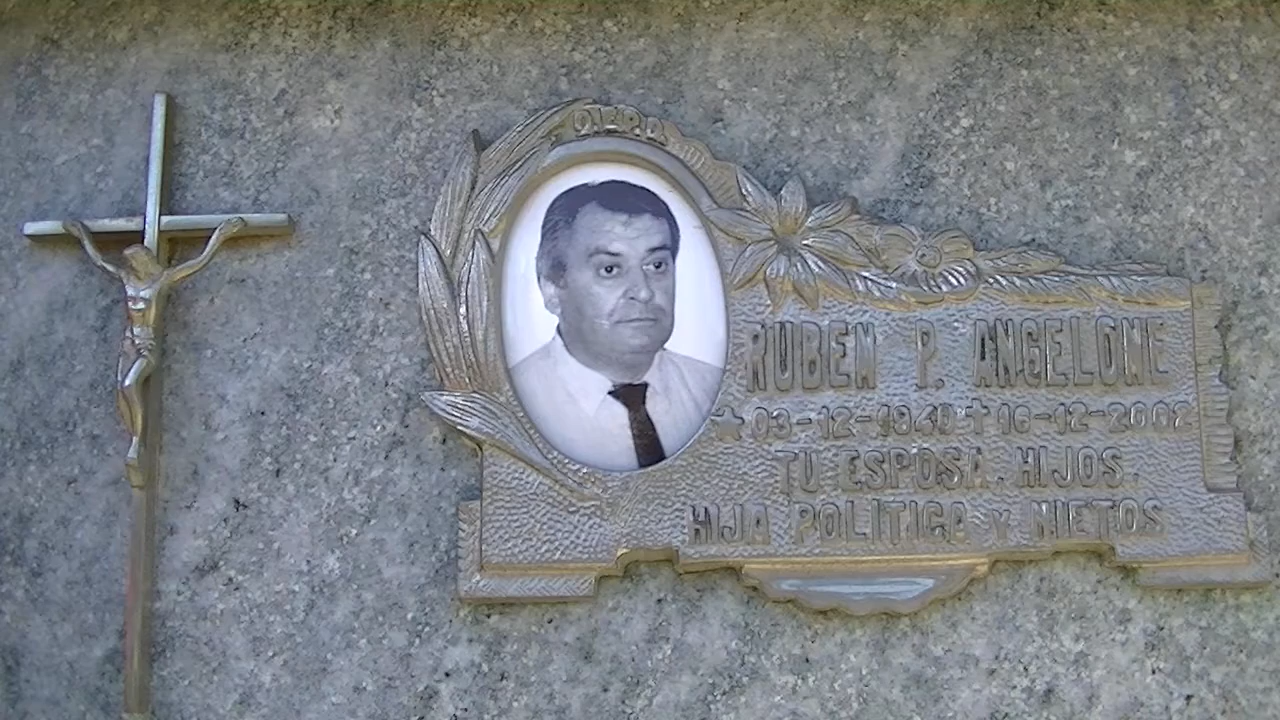 Q.E.P.D.
RUBEN P. ANGELONE
★03-12-1940 ✝16-12-2002
TU ESPOSA. HIJOS.
HIJA POLITICA Y NIETOS